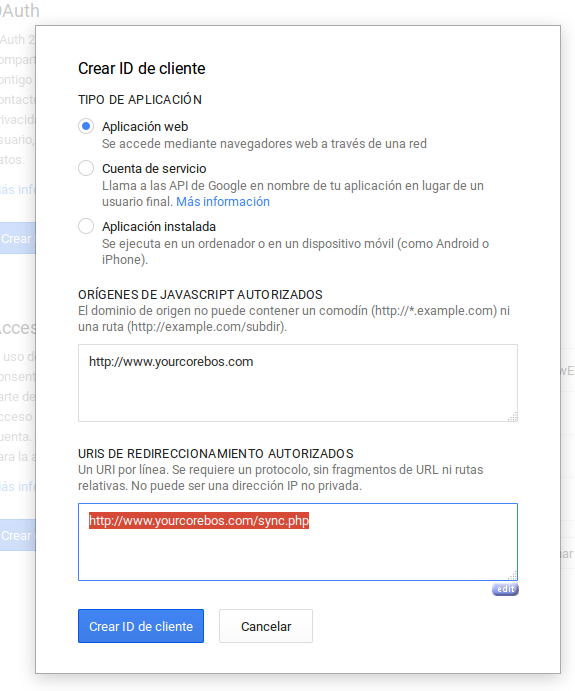 OAuth
Crear ID de cliente
TIPO DE APLICACIÓN
Aplicación web
Se accede mediante navegadores web a través de una red
Cuenta de servicio
Llama a las API de Google en nombre de tu aplicación en lugar de un
usuario final. Más información
Aplicación instalada
Se ejecuta en un ordenador o en un dispositivo móvil (como Android o
iPhone).
ORÍGENES DE JAVASCRIPT AUTORIZADOS
El dominio de origen no puede contener un comodín (http://*.example.com) ni
una ruta (http://example.com/subdir).
http://www.yourcorebos.com
URIS DE REDIRECCIONAMIENTO AUTORIZADOS
Un URI por línea. Se requiere un protocolo, sin fragmentos de URL ni rutas
relativas. No puede ser una dirección IP no privada.
http://www.yourcorebos.com/sync.php
edit
Crear ID de cliente
Cancelar